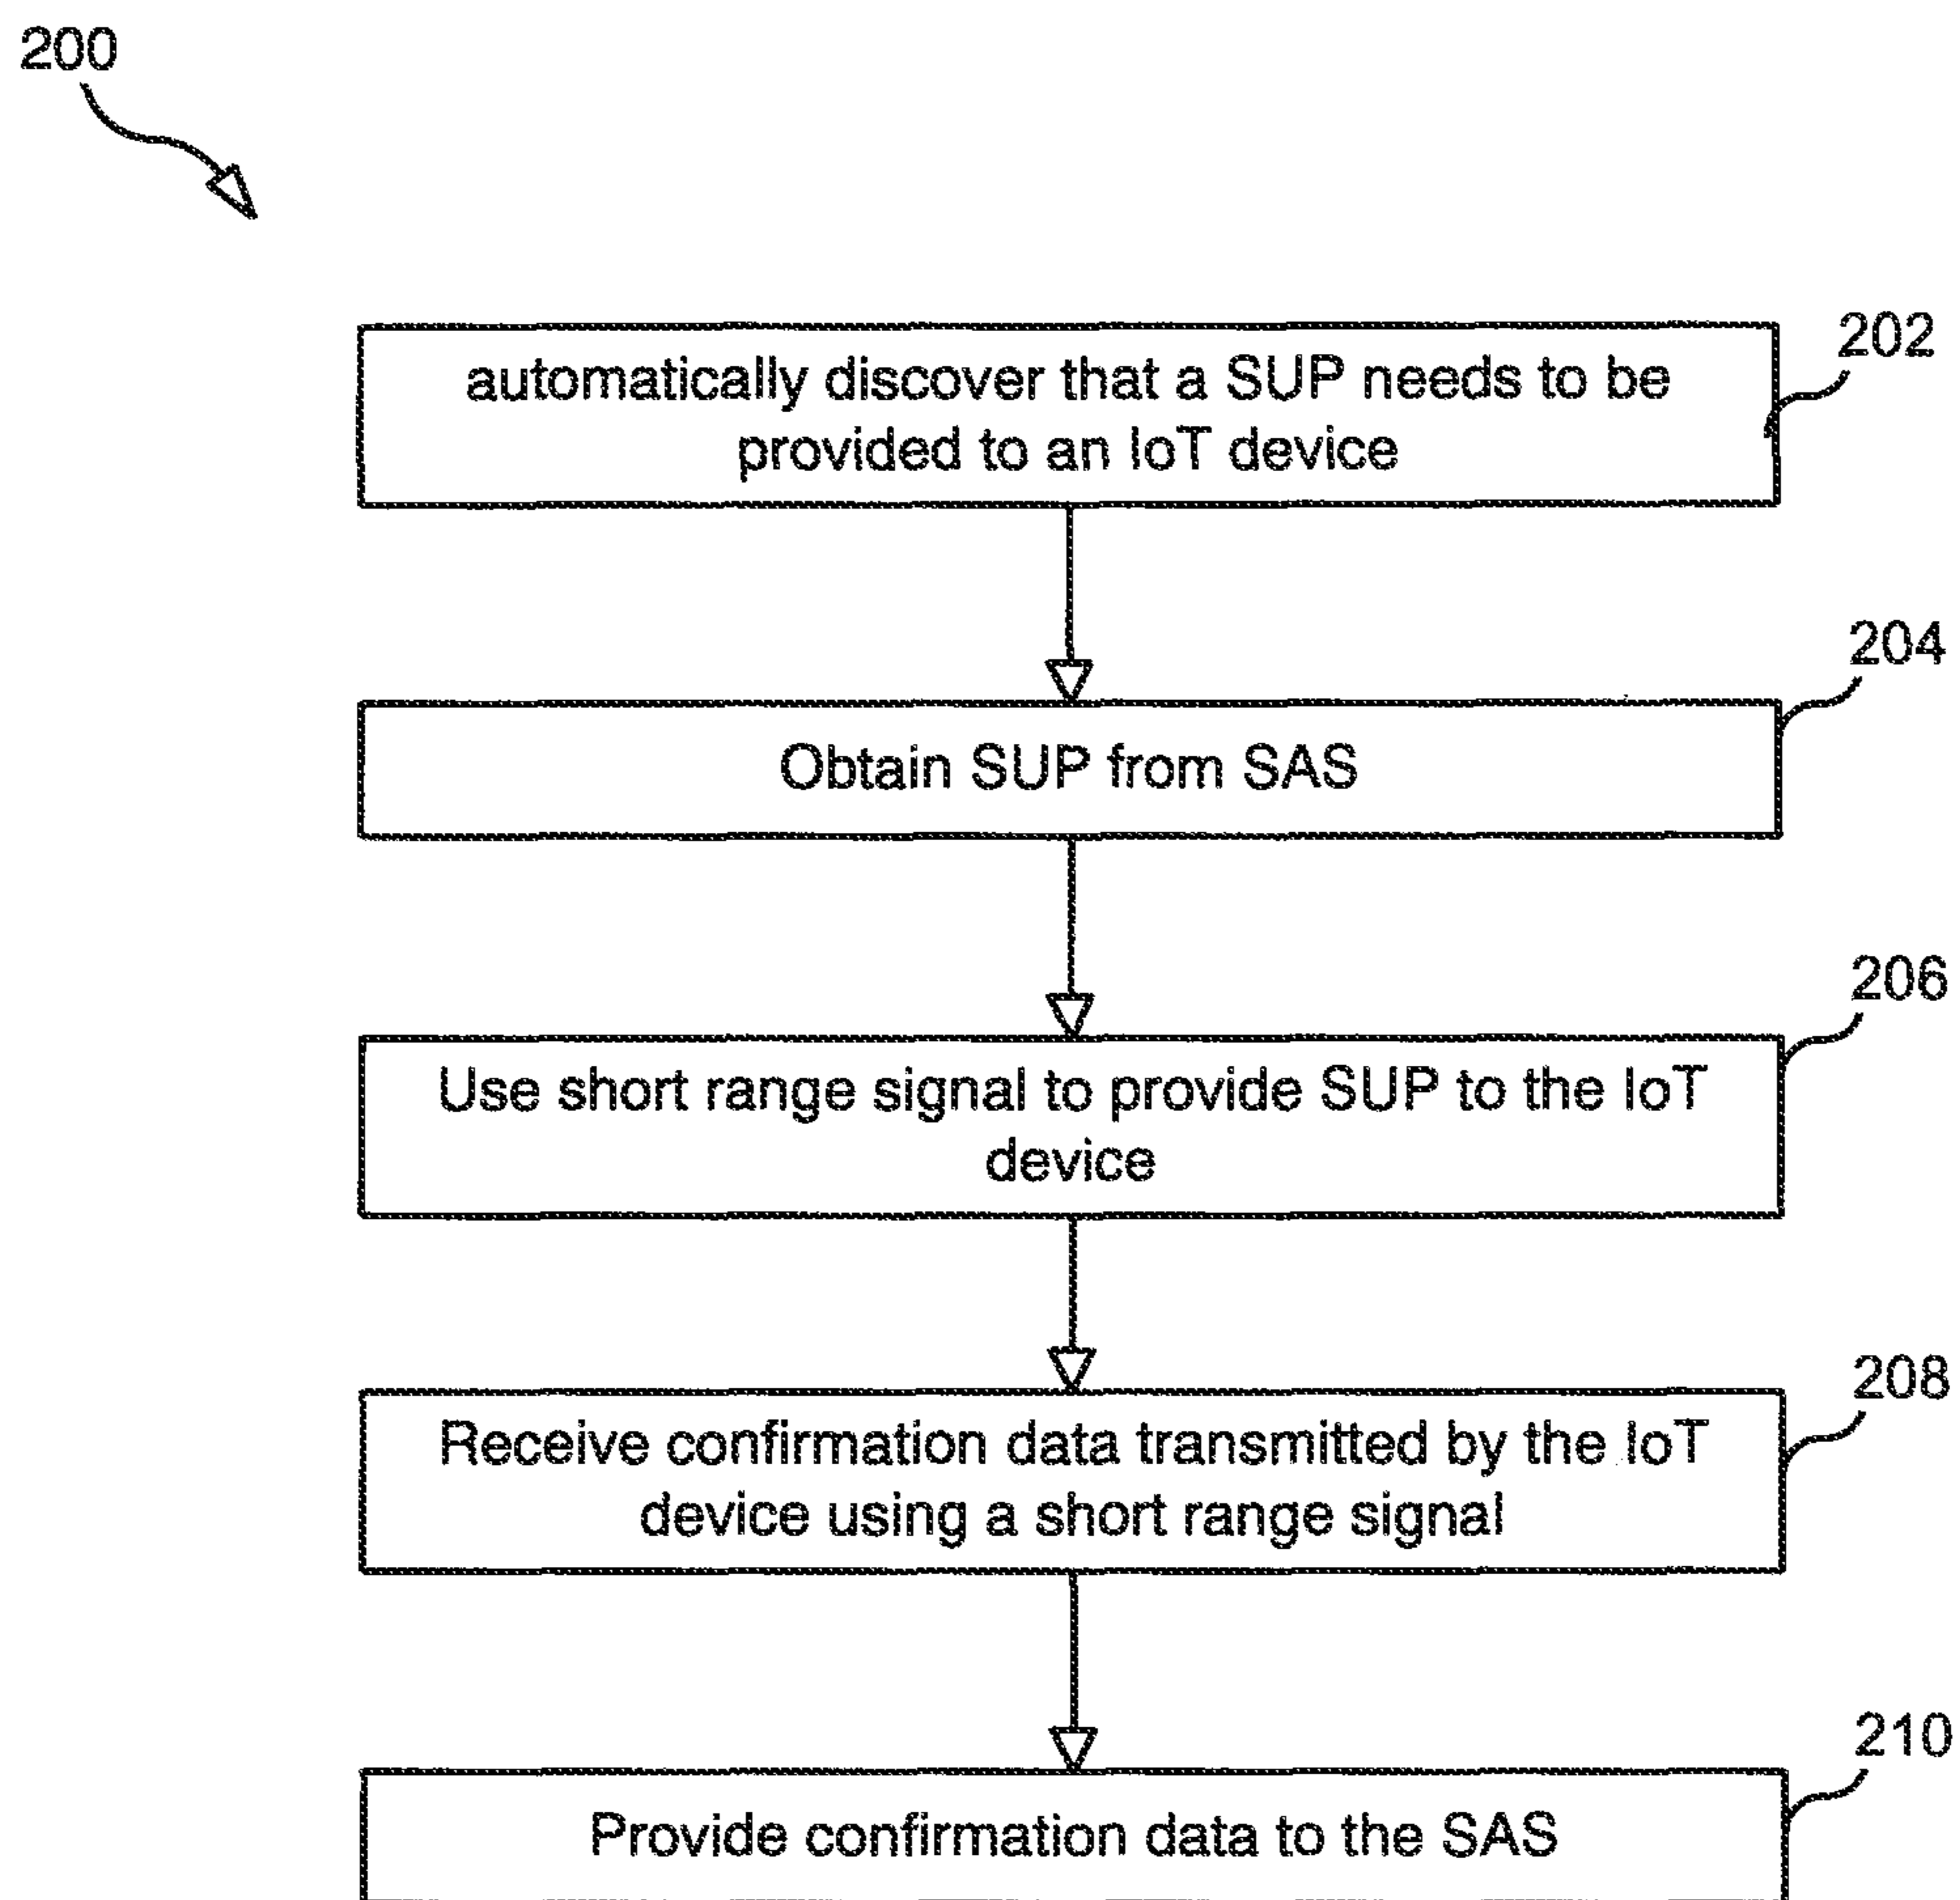 200
202
automatically discover that a SUP needs to be
provided to an IoT device
204
Obtain SUP from SAS
206
Use short range signal to provide SUP to the IoT
device
208
Receive confirmation data transmitted by the IoT
device using a short range signal
210
Provide confirmation data to the SAS